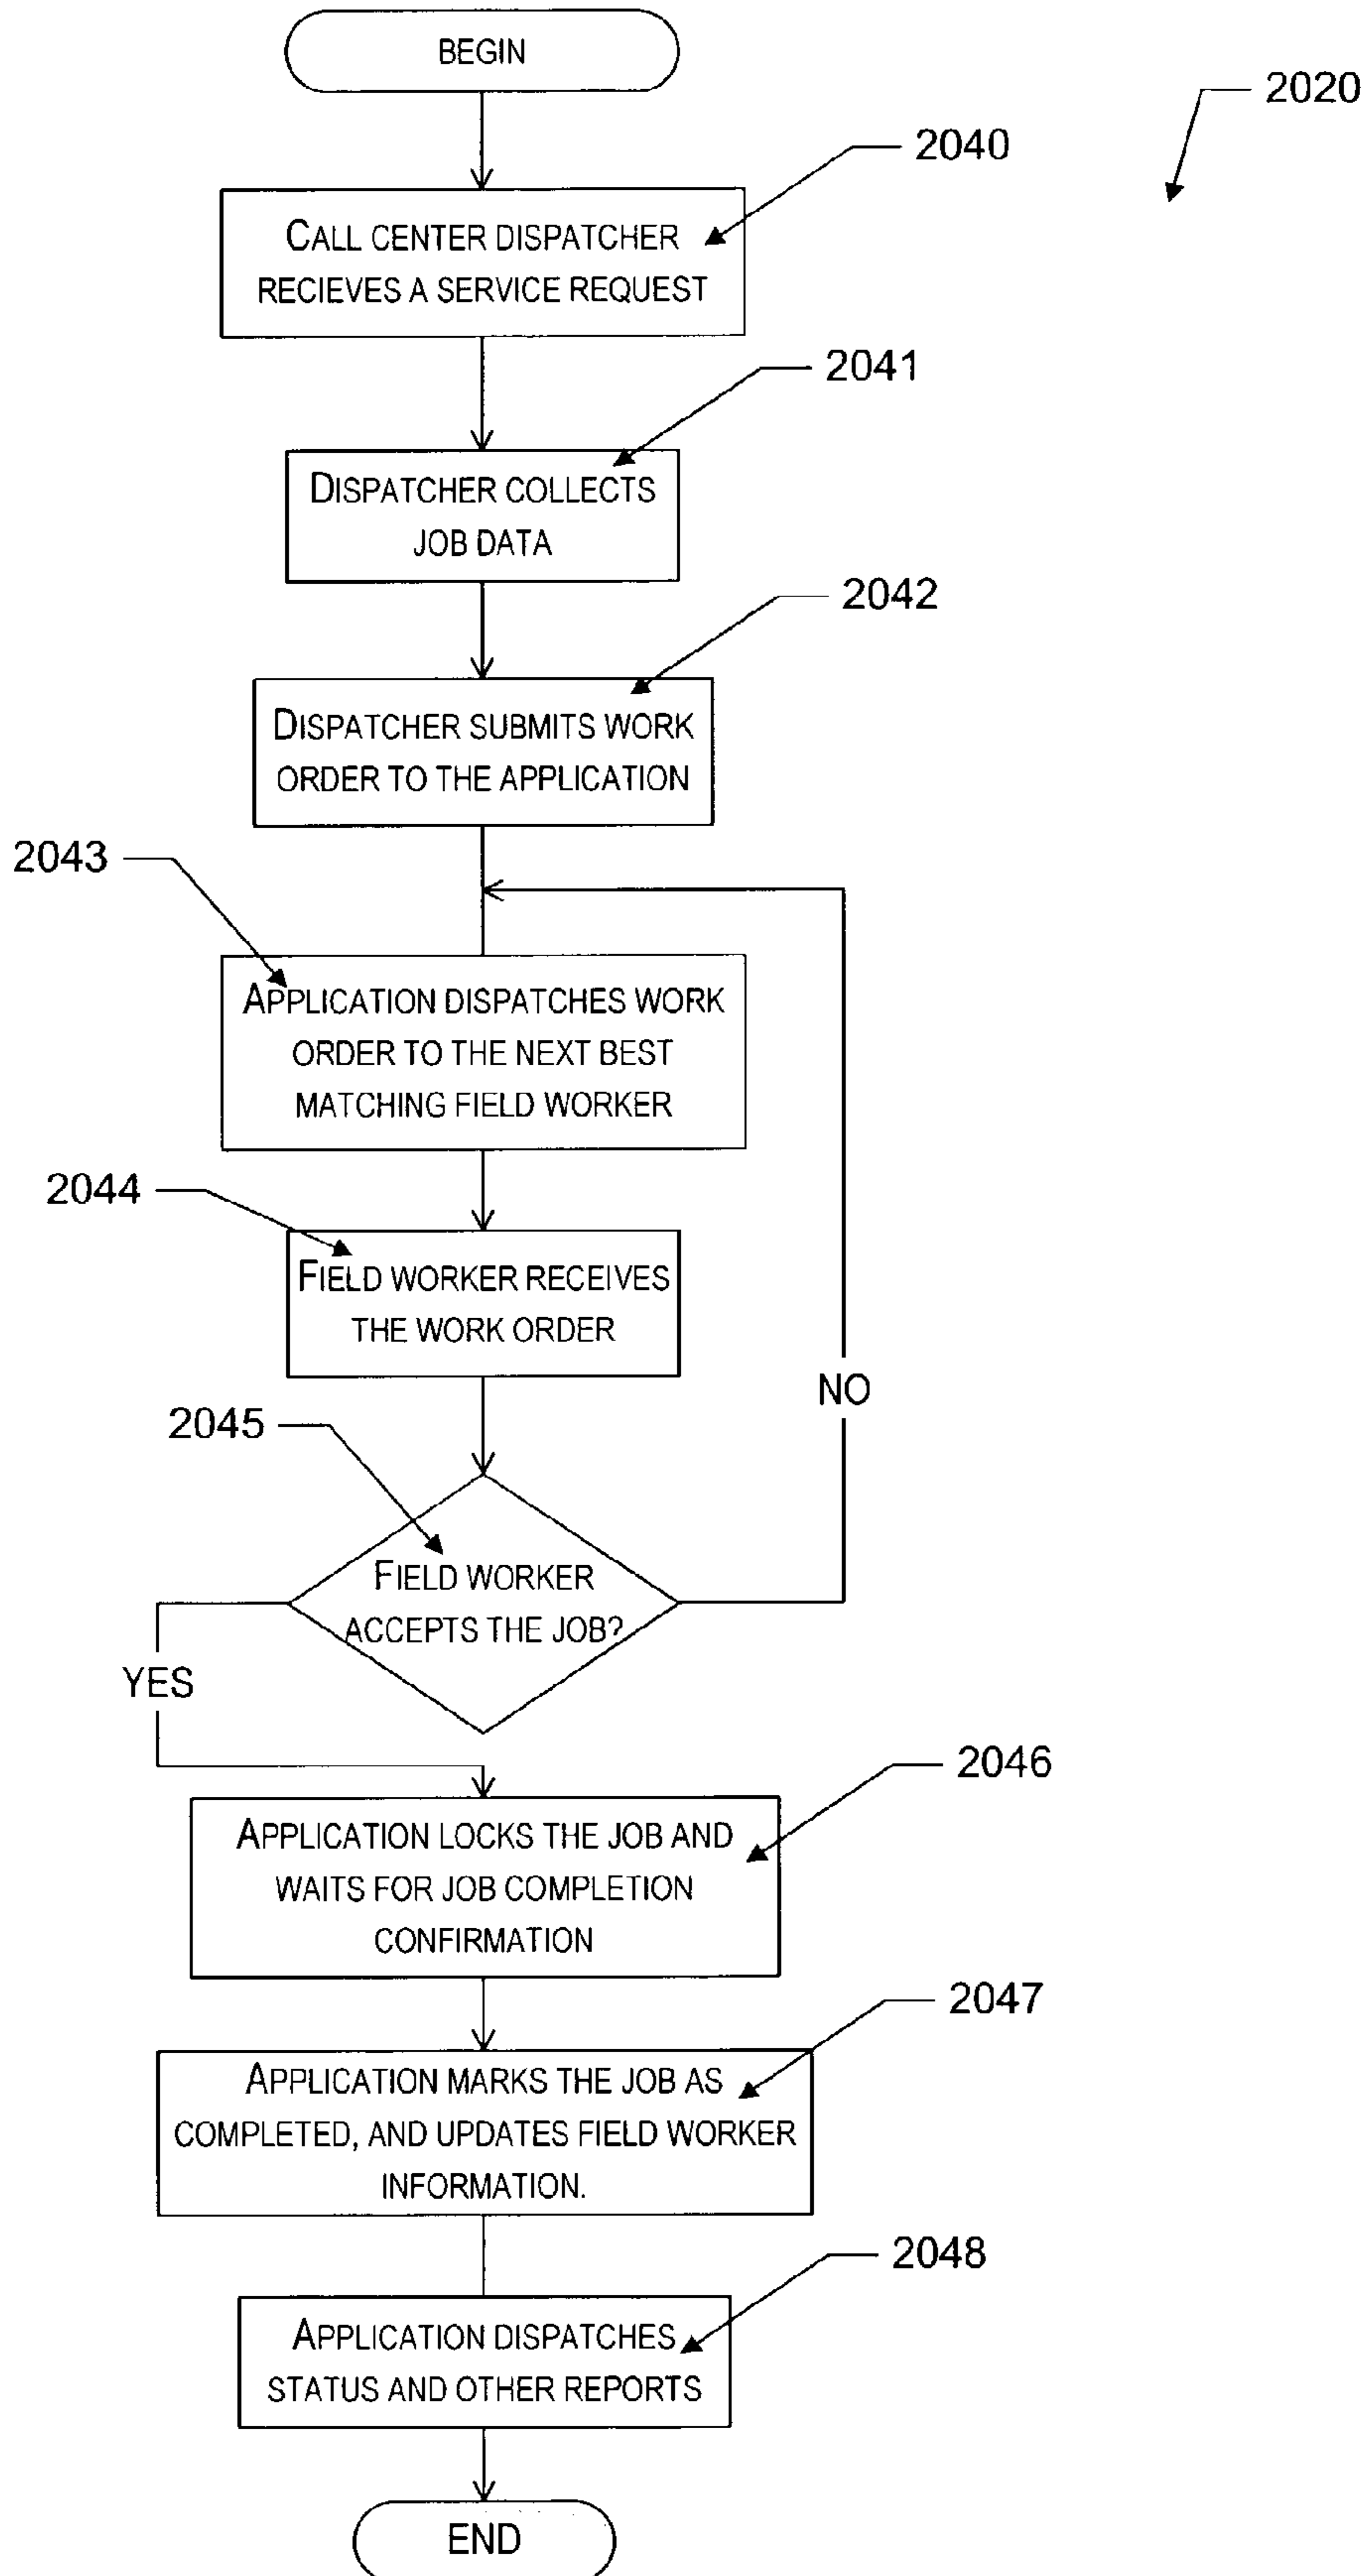 BEGIN
2020
2040
CALL CENTER DISPATCHER
RECIEVES A SERVICE REQUEST
2041
DISPATCHER COLLECTS
JOB DATA
2042
DISPATCHER SUBMITS WORK
ORDER TO THE APPLICATION
2043
APPLICATION DISPATCHES WORK
ORDER TO THE NEXT BEST
MATCHING FIELD WORKER
2044
FIELD WORKER RECEIVES
THE WORK ORDER
NO
2045
FIELD WORKER
ACCEPTS THE JOB?
YES
2046
APPLICATION LOCKS THE JOB AND
WAITS FOR JOB COMPLETION
CONFIRMATION
2047
APPLICATION MARKS THE JOB AS
COMPLETED, AND UPDATES FIELD WORKER
INFORMATION.
2048
APPLICATION DISPATCHES
STATUS AND OTHER REPORTS
END